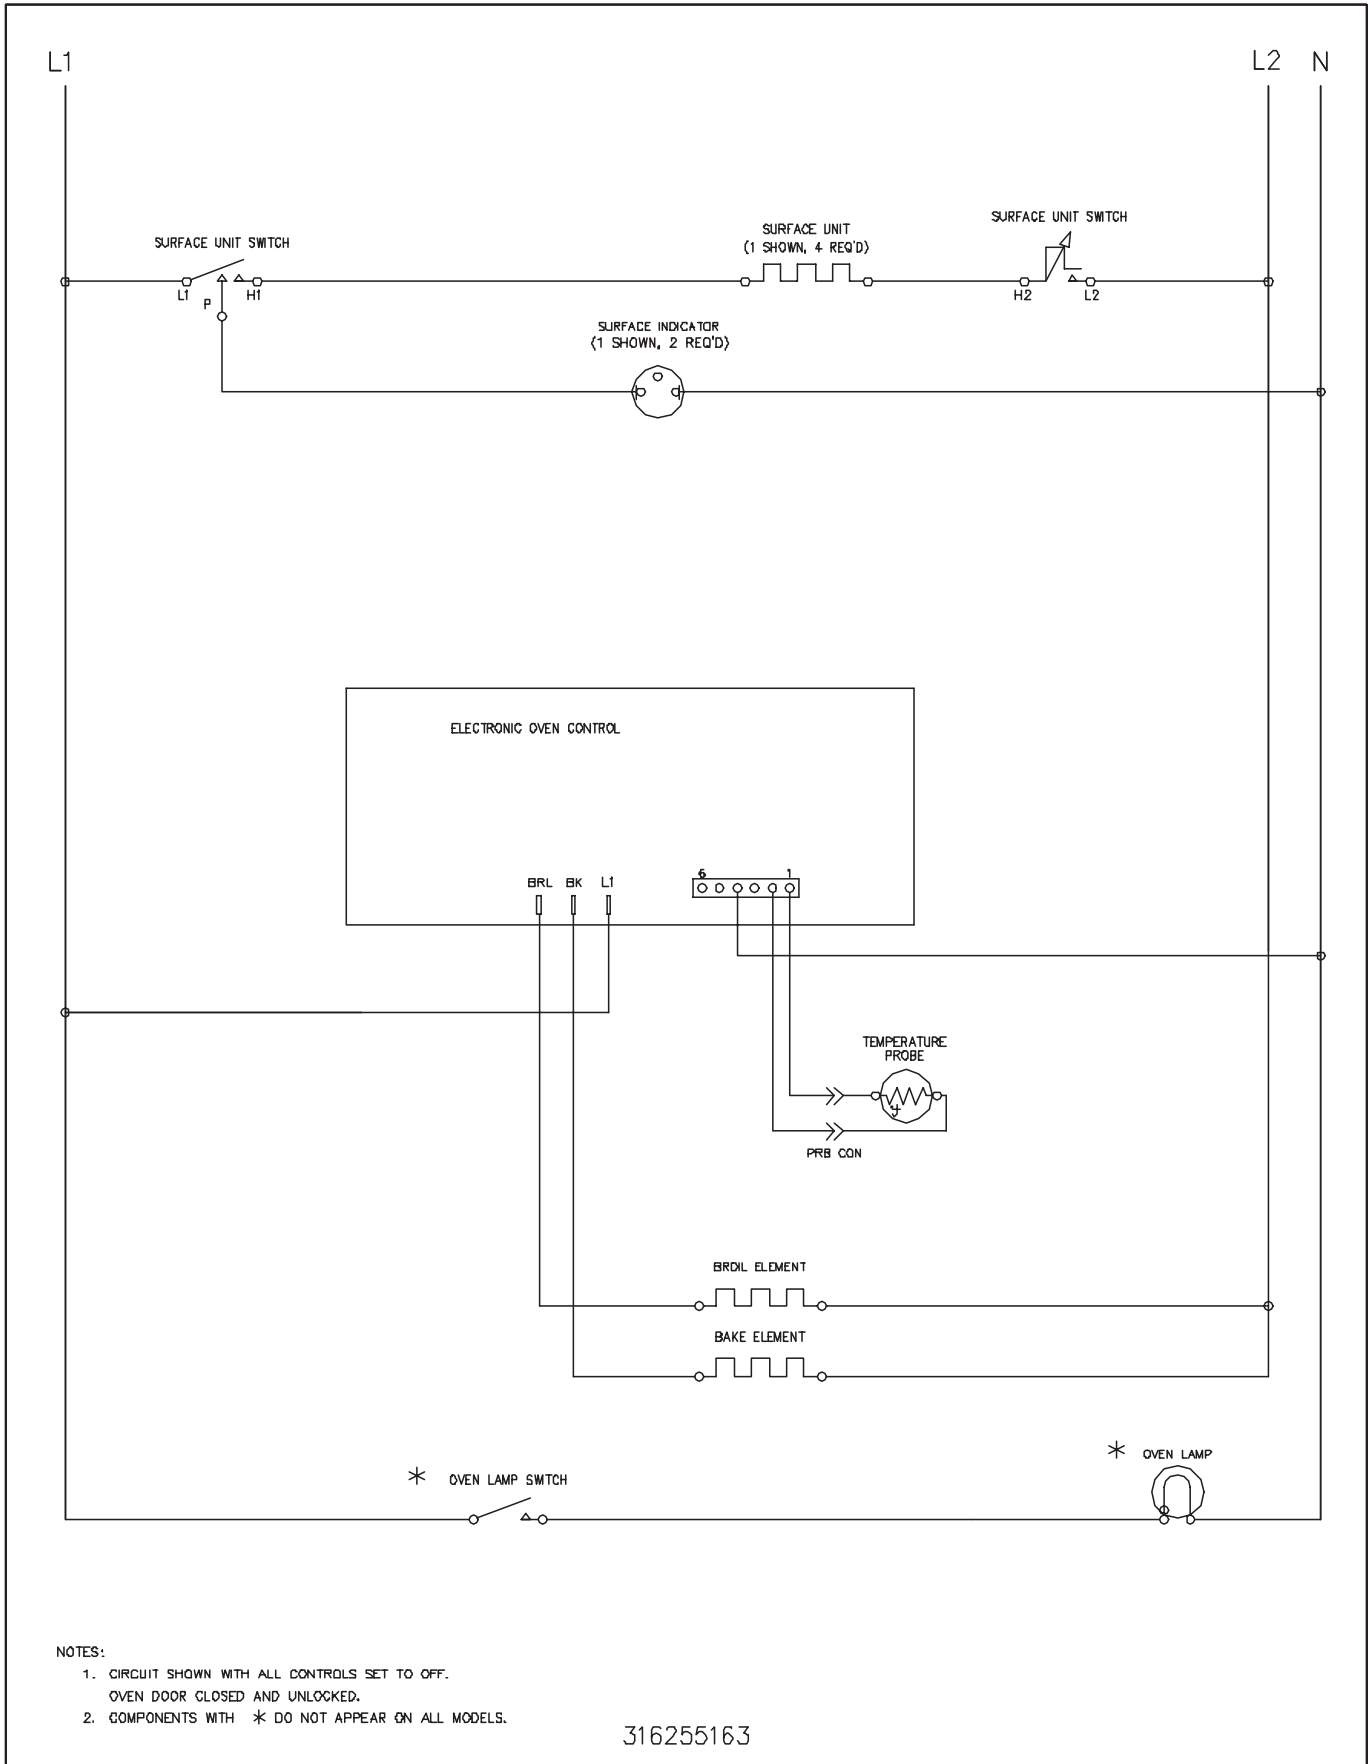 L1
L2 N
SURFACE UNIT SWITCH
SURFACE UNIT
(1 SHOWN, 4 REQ'D)
SURFACE UNIT SWITCH
L1
P
H1
H2
L2
SURFACE INDICATOR
(1 SHOWN, 2 REQ'D)
ELECTRONIC OVEN CONTROL
BRL BK L1
6 1
TEMPERATURE
PROBE
PRB CON
BROIL ELEMENT
BAKE ELEMENT
* OVEN LAMP
* OVEN LAMP SWITCH
NOTES:
1. CIRCUIT SHOWN WITH ALL CONTROLS SET TO OFF.
OVEN DOOR CLOSED AND UNLOCKED.
2. COMPONENTS WITH * DO NOT APPEAR ON ALL MODELS.
316255163